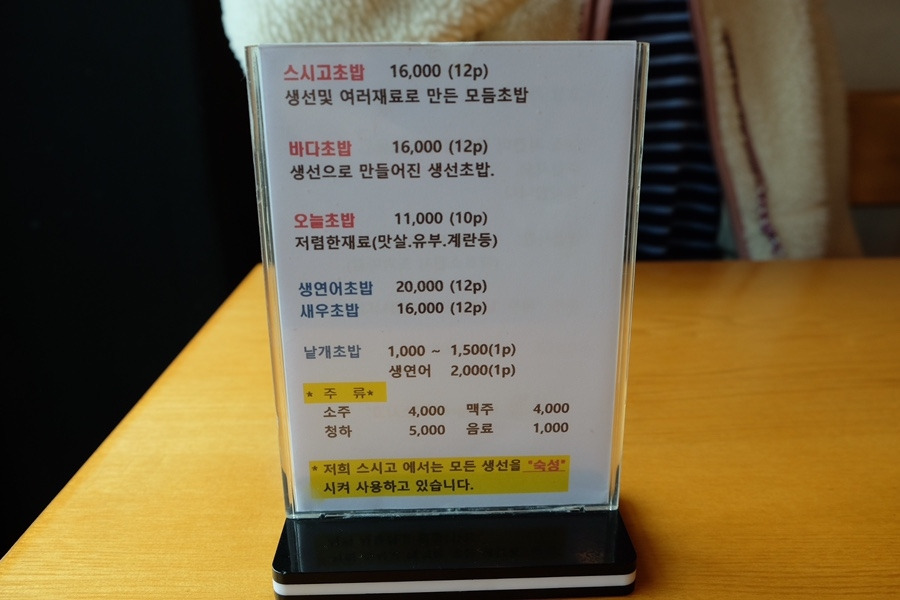 스시고초밥 16,000 (12p)
생선및 여러재료로 만든 모듬초밥
바다초밥 16,000 (12p)
생선으로 만들어진 생선초밥.
오늘초밥 11,000 (10p)
저렴한재료(맛살.유부.계란등)
생연어초밥 20,000 (12p)
새우초밥 16,000 (12p)
낱개초밥 1,000 ~ 1,500(1p)
생연어 2,000(1p)
* 주 류*
소주 4,000 맥주 4,000
청하 5,000 음료 1,000
* 저희 스시고 에서는 모든 생선을 "숙성"
시켜 사용하고 있습니다.